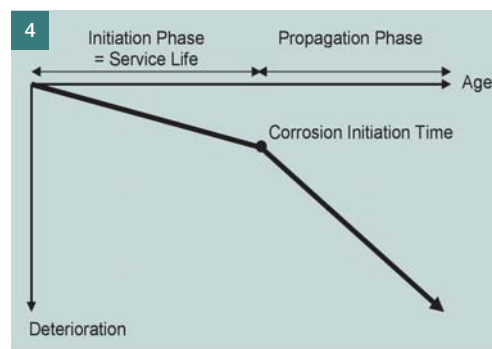 4
Initiation Phase
= Service Life
Propagation Phase
Age
Corrosion Initiation Time
Deterioration